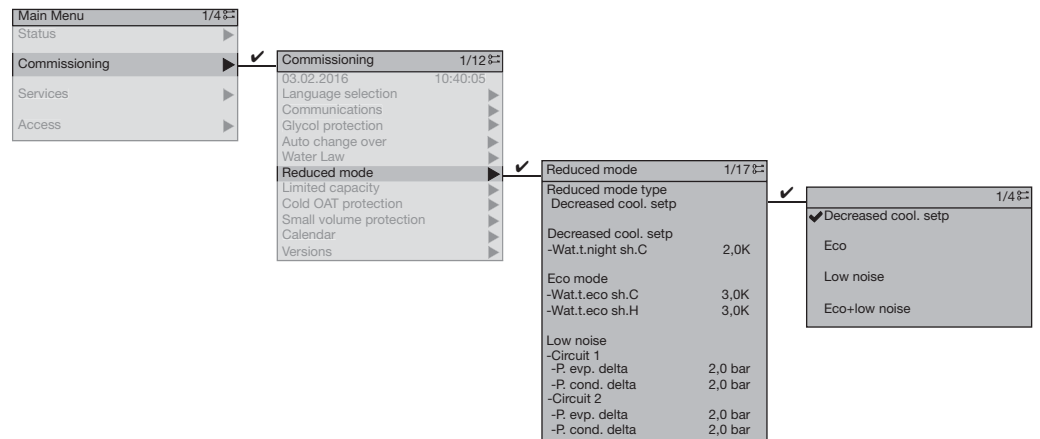 Main Menu 1/4
Status
Commissioning
Services
Access
Commissioning 1/12
03.02.2016 10:40:05
Language selection
Communications
Glycol protection
Auto change over
Water Law
Reduced mode
Limited capacity
Cold OAT protection
Small volume protection
Calendar
Versions
Reduced mode 1/17
Reduced mode type
Decreased cool. setp
Decreased cool. setp
-Wat.t.night sh.C 2,0K
Eco mode
-Wat.t.eco sh.C 3,0K
-Wat.t.eco sh.H 3,0K
Low noise
-Circuit 1
-P. evp. delta 2,0 bar
-P. cond. delta 2,0 bar
-Circuit 2
-P. evp. delta 2,0 bar
-P. cond. delta 2,0 bar
1/4
Decreased cool. setp
Eco
Low noise
Eco+low noise